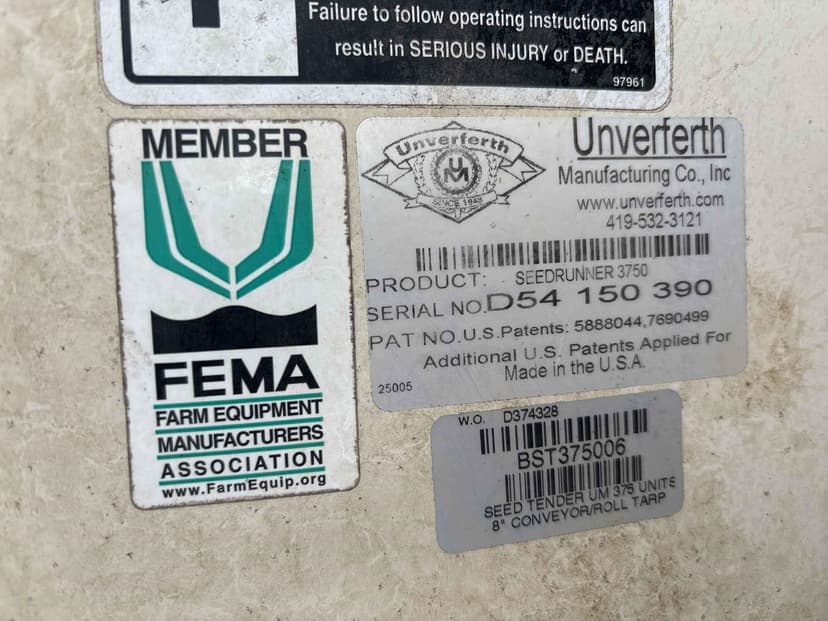 Failure to follow operating instructions can
result in SERIOUS INJURY or DEATH.
97961
MEMBER
FEMA
FARM EQUIPMENT
MANUFACTURERS
ASSOCIATION
www.FarmEquip.org
Unverferth
UM
SINCE 1948
Unverferth
Manufacturing Co., Inc
www.unverferth.com
419-532-3121
PRODUCT: SEEDRUNNER 3750
SERIAL NO. D54 150 390
PAT NO. U.S. Patents: 5888044,7690499
Additional U.S. Patents Applied For
Made in the U.S.A.
25005
W.O. D374328
BST375006
SEED TENDER UM 375 UNITS
8" CONVEYOR/ROLL TARP